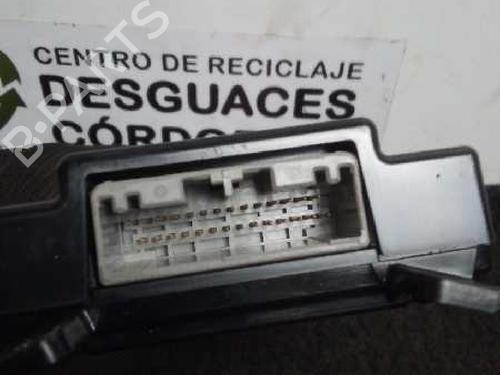 CENTRO DE RECICLAJE
DESGUACES
B-PARTS